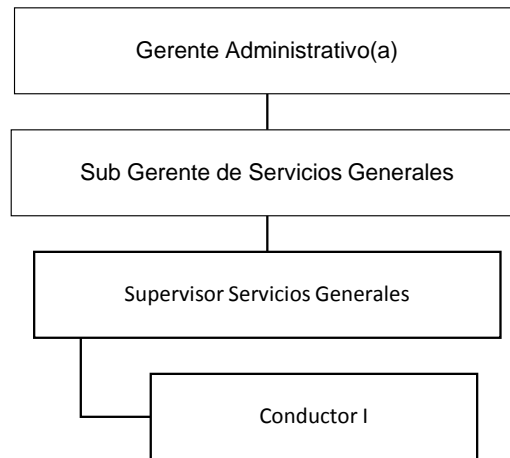 Gerente Administrativo(a)
Sub Gerente de Servicios Generales
Supervisor Servicios Generales
Conductor I